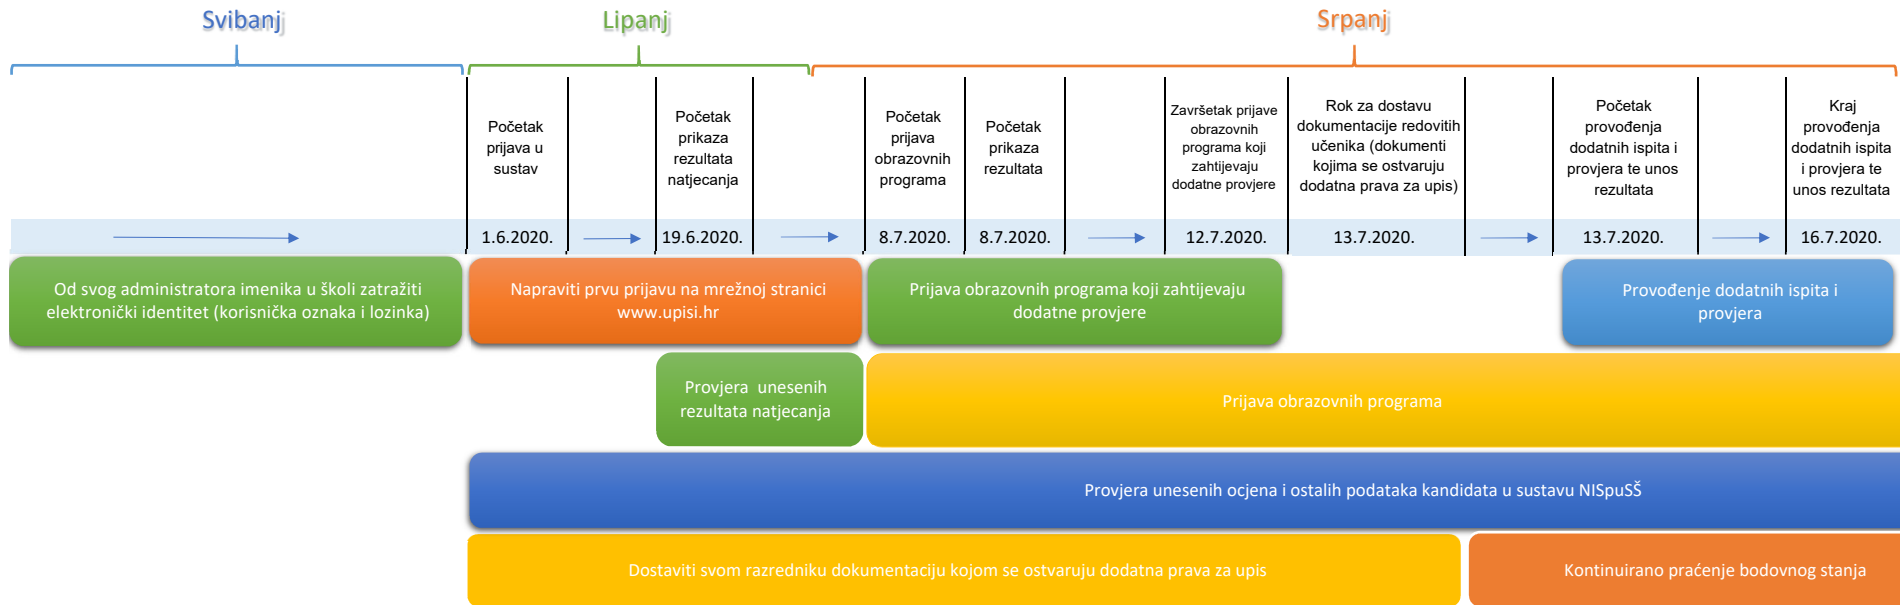 Svibanj
Lipanj
Srpanj
Početak
prijava u
sustav
Početak
prikaza
rezultata
natjecanja
Početak
prijava
obrazovnih
programa
Početak
prikaza
rezultata
Završetak prijave
obrazovnih
programa koji
zahtijevaju
dodatne provjere
Rok za dostavu
dokumentacije redovitih
učenika (dokumenti
kojima se ostvaruju
dodatna prava za upis)
Početak
provođenja
dodatnih ispita i
provjera te unos
rezultata
Kraj
provođenja
dodatnih ispita
i provjera te
unos rezultata
1.6.2020.
19.6.2020.
8.7.2020.
8.7.2020.
12.7.2020.
13.7.2020.
13.7.2020.
16.7.2020.
Od svog administratora imenika u školi zatražiti
elektronički identitet (korisnička oznaka i lozinka)
Napraviti prvu prijavu na mrežnoj stranici
www.upisi.hr
Prijava obrazovnih programa koji zahtijevaju
dodatne provjere
Provođenje dodatnih ispita i
provjera
Provjera unesenih
rezultata natjecanja
Prijava obrazovnih programa
Provjera unesenih ocjena i ostalih podataka kandidata u sustavu NISpuSŠ
Dostaviti svom razredniku dokumentaciju kojom se ostvaruju dodatna prava za upis
Kontinuirano praćenje bodovnog stanja